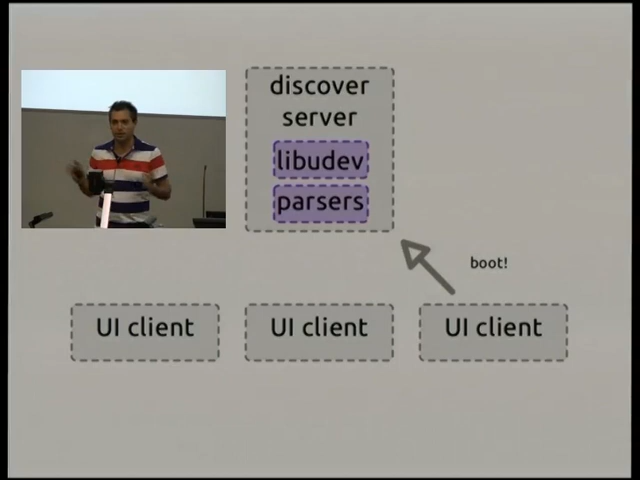 discover
server
libudev
parsers
boot!
UI client
UI client
UI client